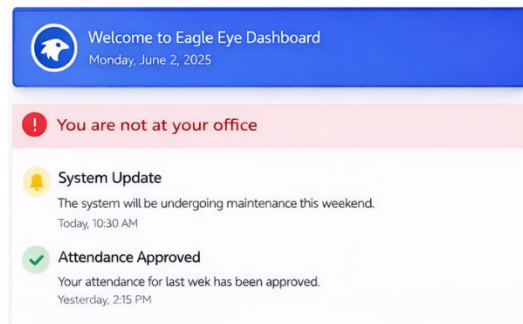 Welcome to Eagle Eye Dashboard
Monday, June 2, 2025
You are not at your office
System Update
The system will be undergoing maintenance this weekend.
Today, 10:30 AM
Attendance Approved
Your attendance for last wek has been approved.
Yesterday, 2:15 PM